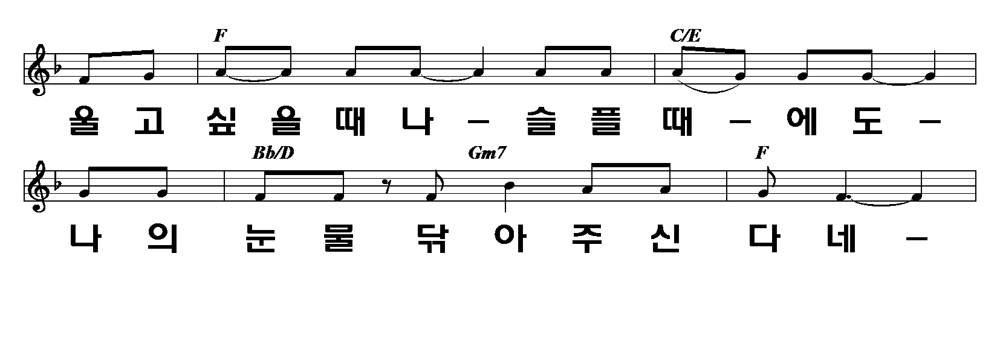 F C/E
울 고 싶 을 때 나 – 슬 플 때 – 에 도 –
Bb/D Gm7 F
나 의 눈 물 닦 아 주 신 다 네 –